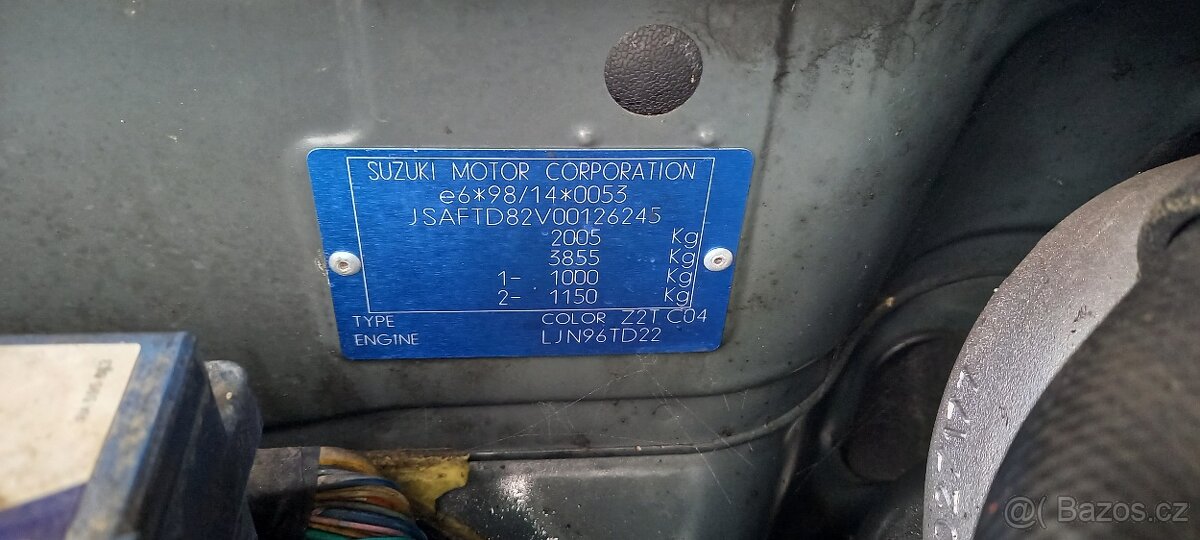 SUZUKI MOTOR CORPORATION
e6*98/14*0053
JSAFTD82V00126245
2005 Kg
3855 Kg
1- 1000 Kg
2- 1150 Kg
TYPE COLOR Z2T C04
ENGINE LJN96TD22
@( Bazos.cz